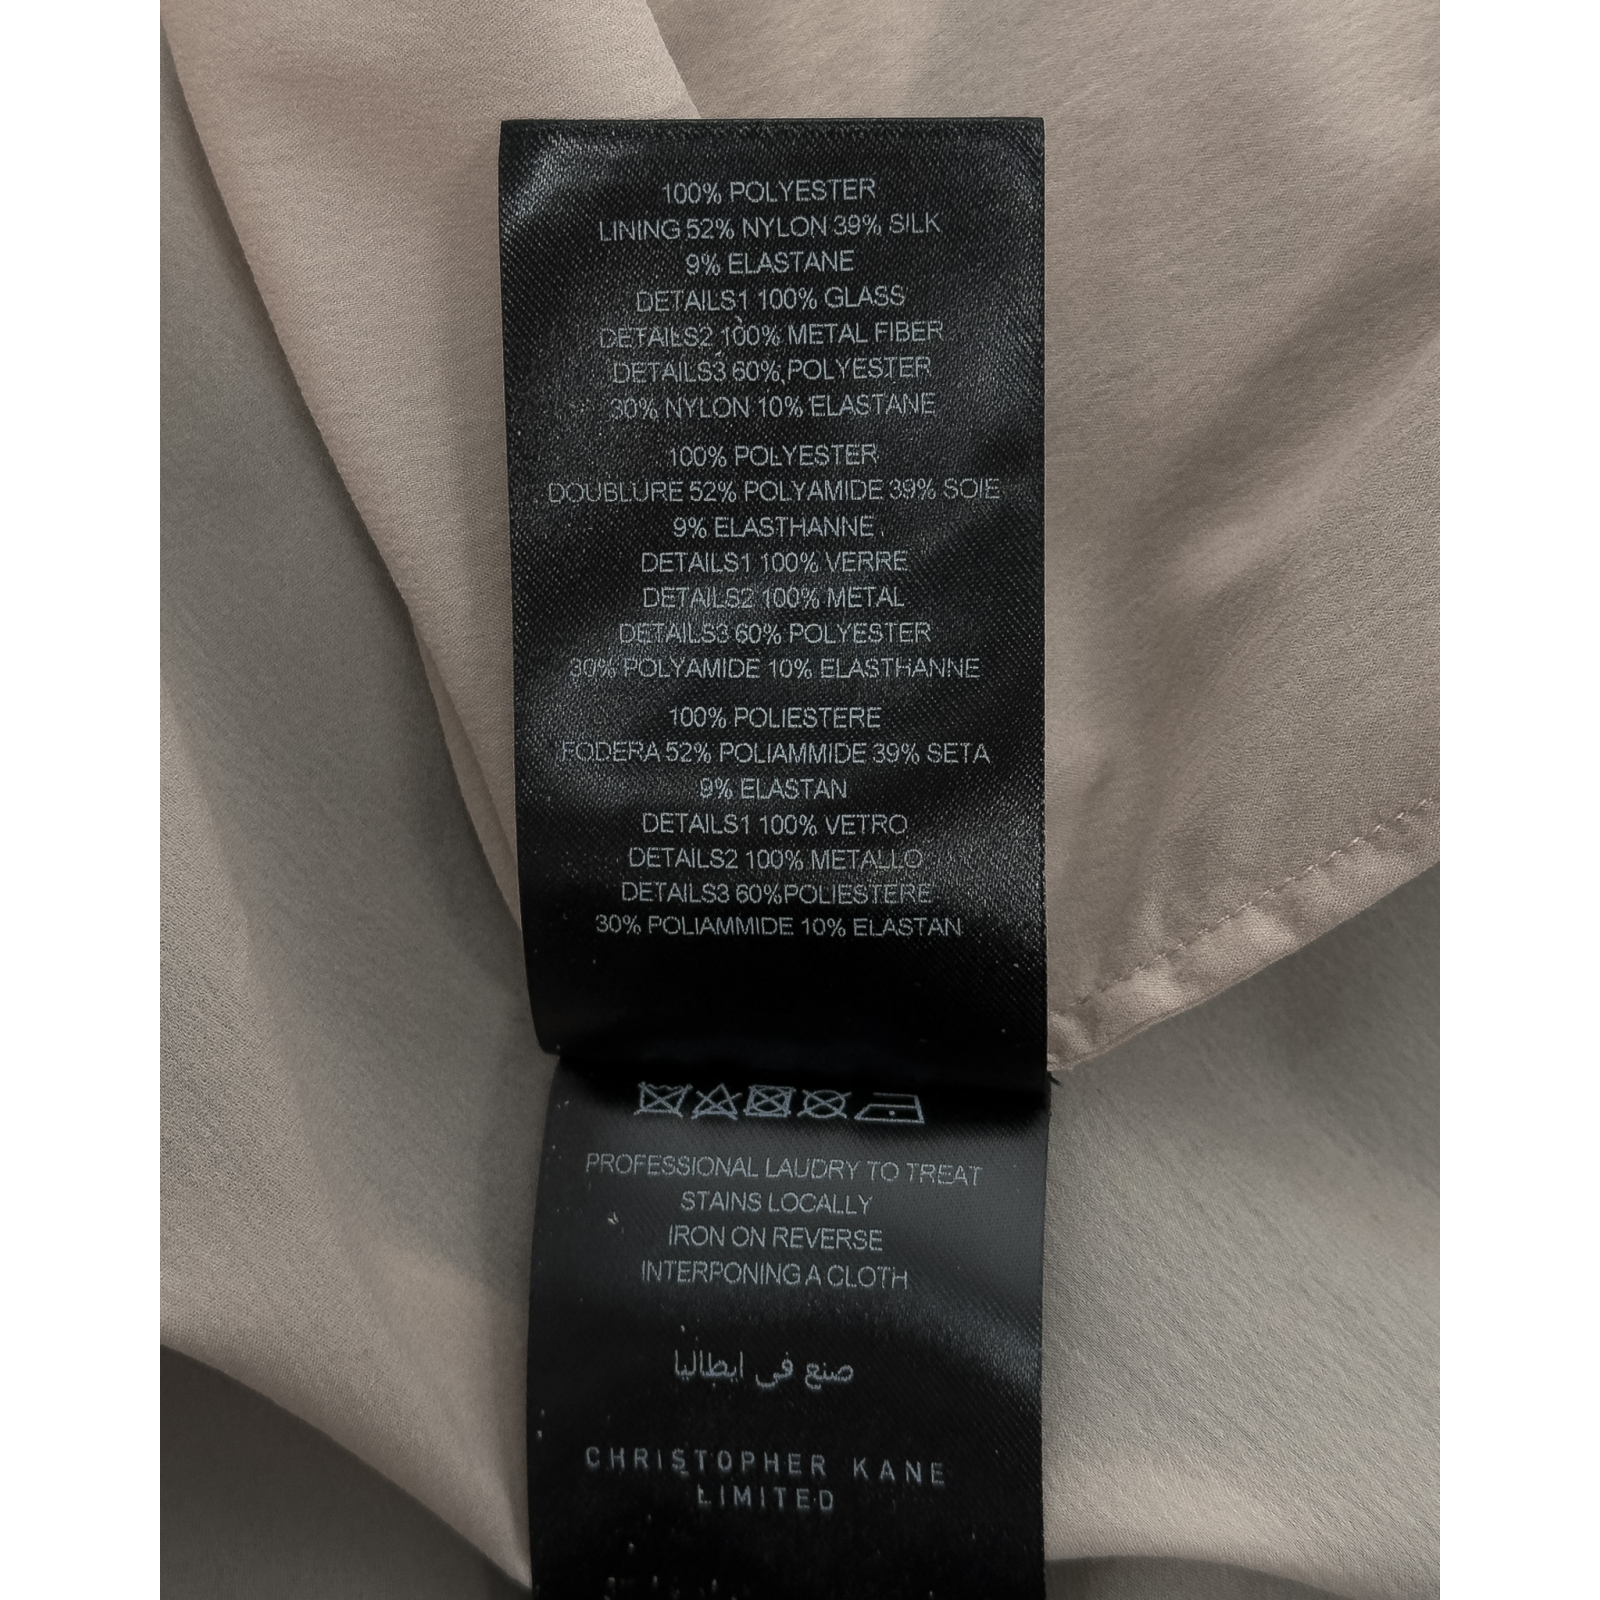 100% POLYESTER
LINING 52% NYLON 39% SILK
9% ELASTANE
DETAILS1 100% GLASS
DETAILS2 100% METAL FIBER
DETAILS3 60% POLYESTER
30% NYLON 10% ELASTANE
100% POLYESTER
DOUBLURE 52% POLYAMIDE 39% SOIE
9% ELASTHANNE
DETAILS1 100% VERRE
DETAILS2 100% METAL
DETAILS3 60% POLYESTER
30% POLYAMIDE 10% ELASTHANNE
100% POLIESTERE
FODERA 52% POLIAMMIDE 39% SETA
9% ELASTAN
DETAILS1 100% VETRO
DETAILS2 100% METALLO
DETAILS3 60%POLIESTERE
30% POLIAMMIDE 10% ELASTAN
PROFESSIONAL LAUDRY TO TREAT
STAINS LOCALLY
IRON ON REVERSE
INTERPONING A CLOTH
صنع في ايطاليا
CHRISTOPHER KANE
LIMITED